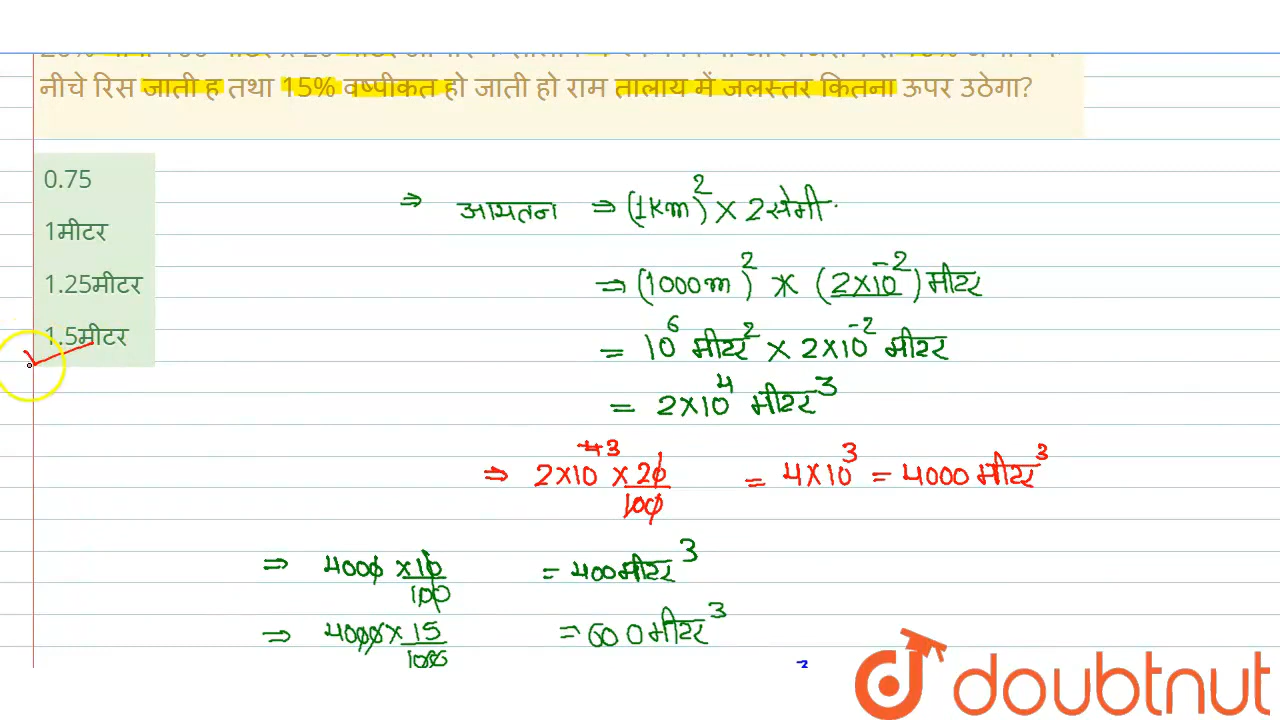 नीचे रिस जाती ह तथा 15% वष्पीकत हो जाती हो राम तालाय में जलस्तर कितना ऊपर उठेगा?
0.75
1मीटर
1.25मीटर
1.5मीटर
⇒ आयतन ⇒ (1Km)² × 2सेमी.
⇒ (1000m)² × (2×10⁻²) मीटर
= 10⁶ मीटर² × 2×10⁻² मीटर
= 2×10⁴ मीटर³
⇒ 2×10⁴³ × 20/100 = 4×10³ = 4000 मीटर³
⇒ 4000 × 10/100 = 400मीटर³
⇒ 4000 × 15/100 = 600मीटर³
doubtnut